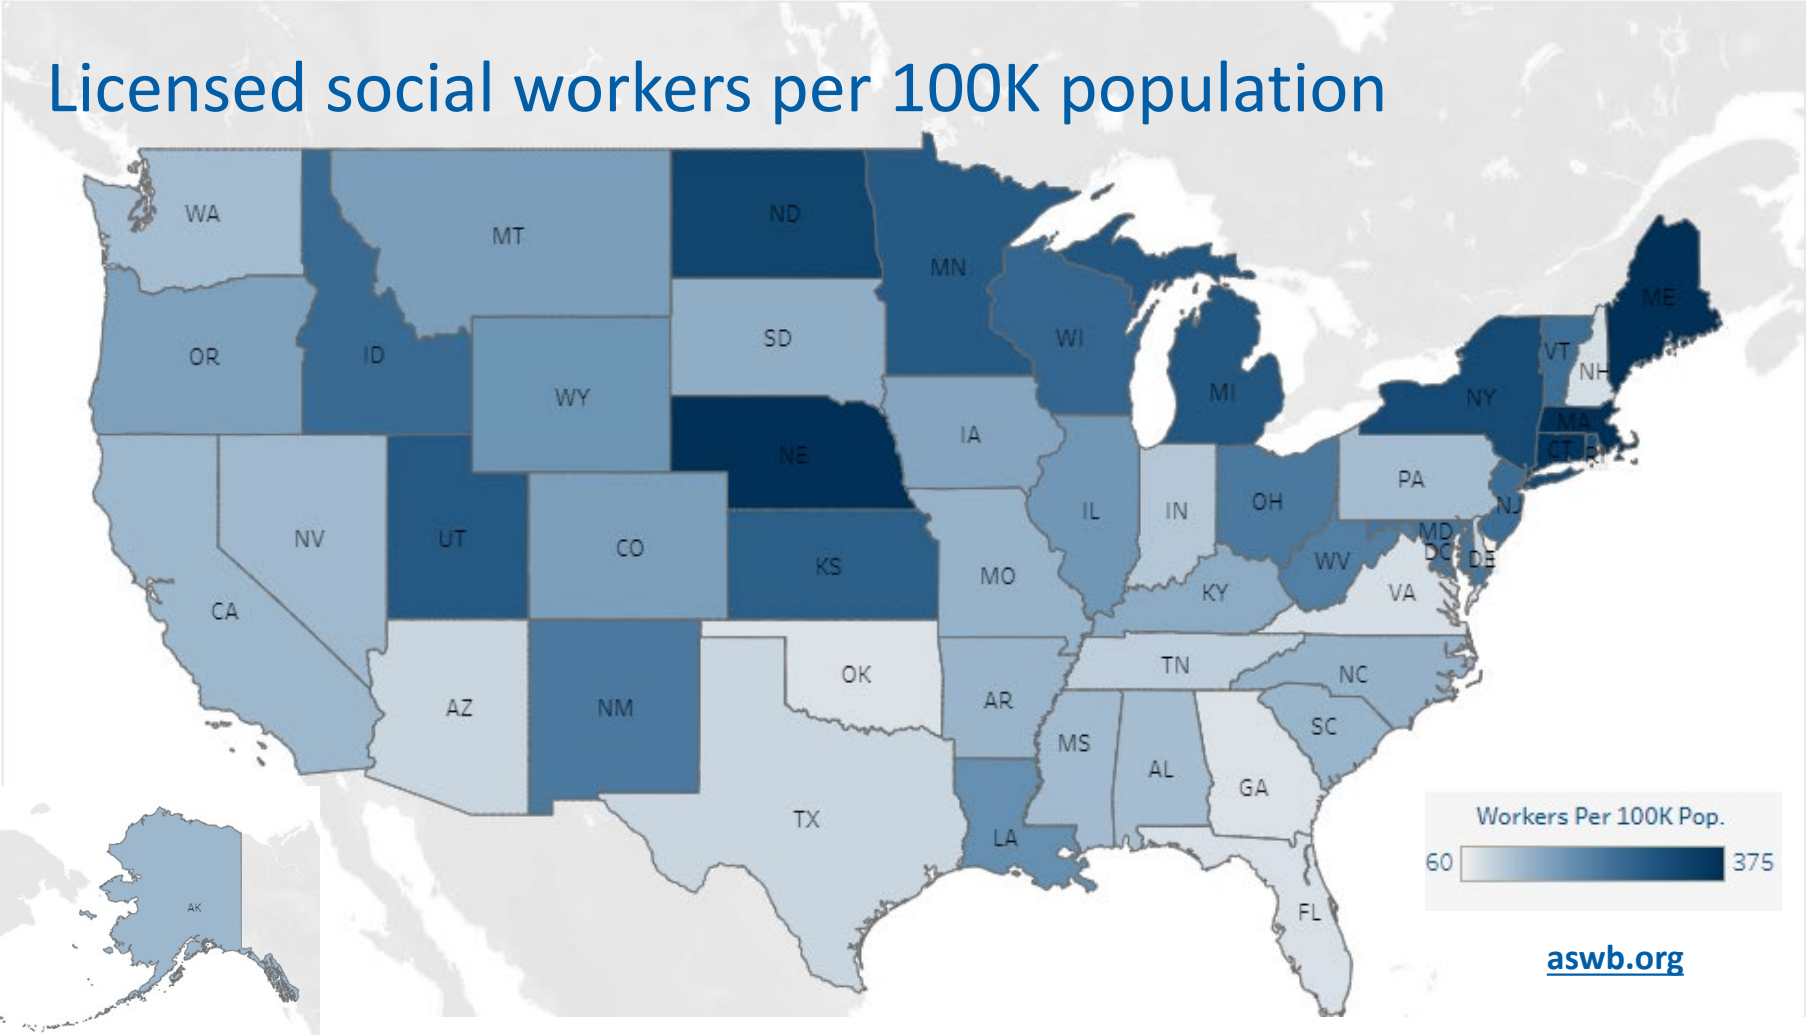 Licensed social workers per 100K population
WA
MT
ND
MN
ME
OR
ID
SD
WI
VT
NH
WY
MI
NY
MA
IA
NE
CT
RI
PA
NV
UT
CO
IL
IN
OH
NJ
MD
DC
DE
KS
MO
WV
VA
CA
KY
OK
TN
NC
AZ
NM
AR
SC
MS
AL
GA
TX
LA
Workers Per 100K Pop.
60 375
AK
FL
aswb.org